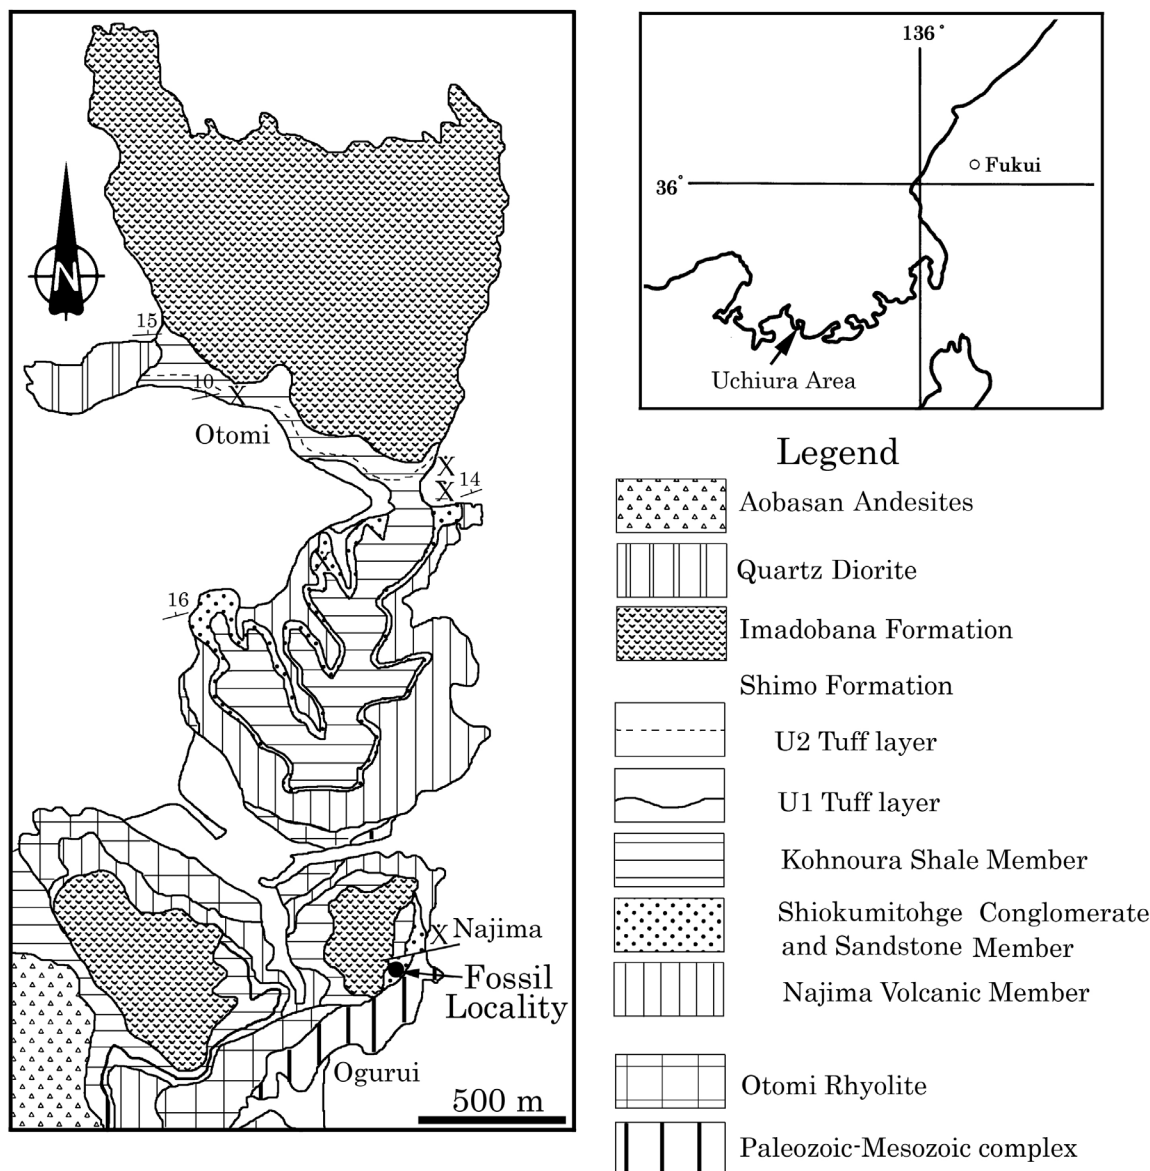 N
15
10
Otomi
X
X
X
14
X
16
X Najima
Fossil
Locality
Ogurui
500 m
136°
36°
Fukui
Uchiura Area
Legend
Aobasan Andesites
Quartz Diorite
Imadobana Formation
Shimo Formation
U2 Tuff layer
U1 Tuff layer
Kohnoura Shale Member
Shiokumitohge Conglomerate
and Sandstone Member
Najima Volcanic Member
Otomi Rhyolite
Paleozoic-Mesozoic complex